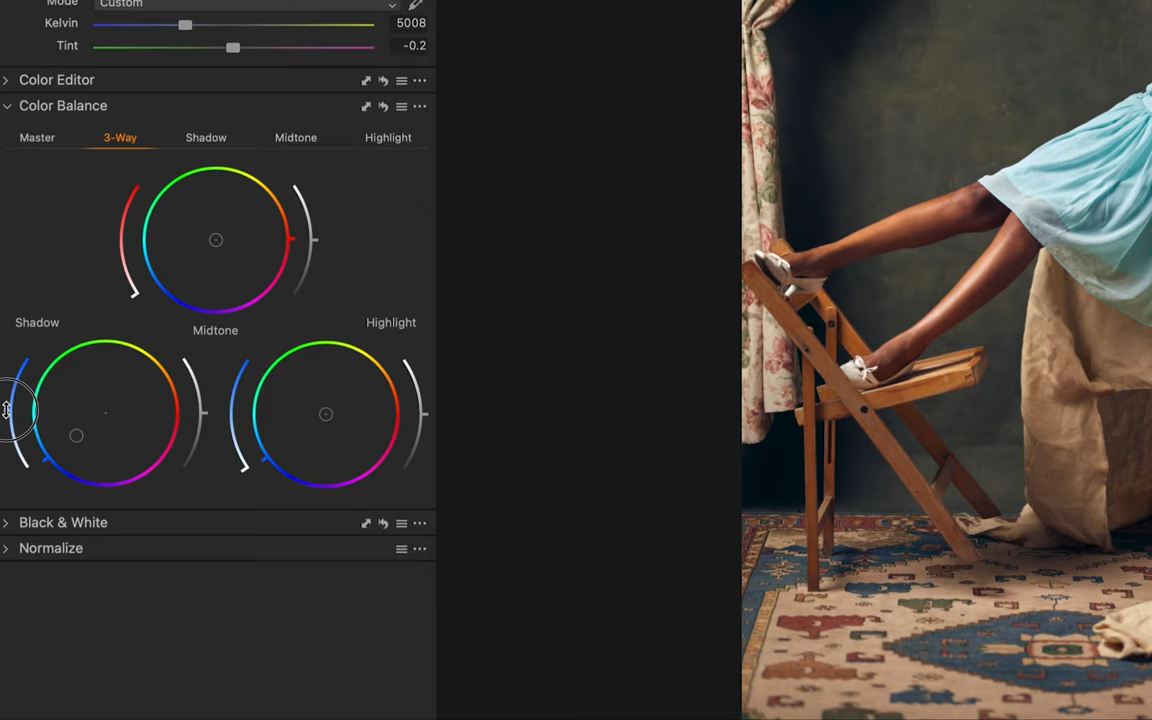 Mode Custom
Kelvin 5008
Tint -0.2
Color Editor
Color Balance
Master 3-Way Shadow Midtone Highlight
Shadow Midtone Highlight
Black & White
Normalize